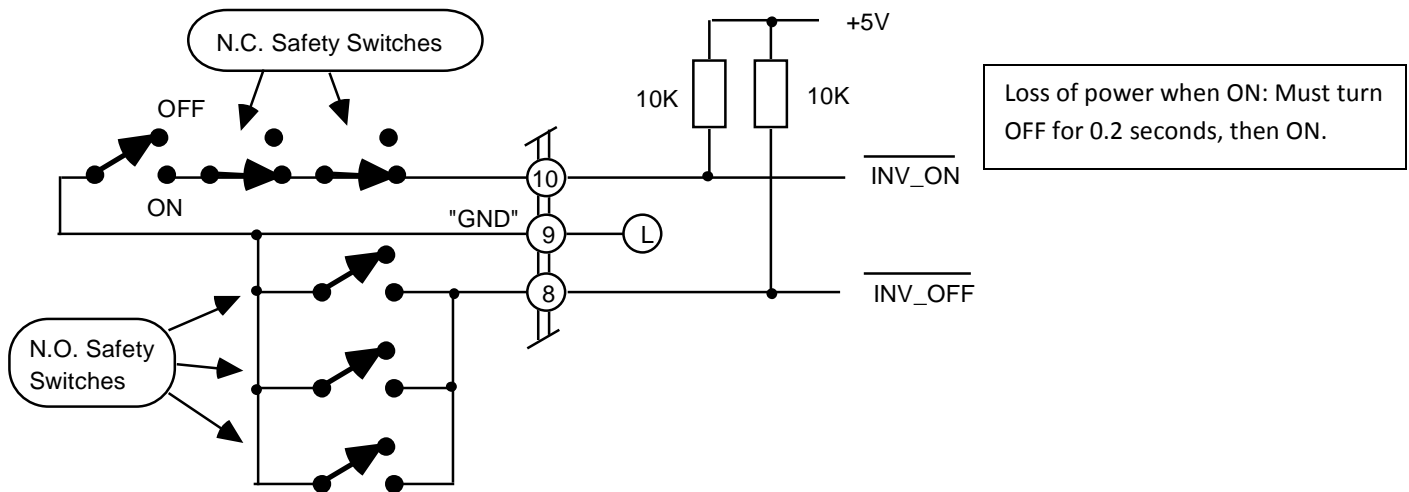 N.C. Safety Switches
+5V
10K
10K
Loss of power when ON: Must turn
OFF for 0.2 seconds, then ON.
OFF
ON
10
INV_ON
"GND"
9
L
8
INV_OFF
N.O. Safety
Switches